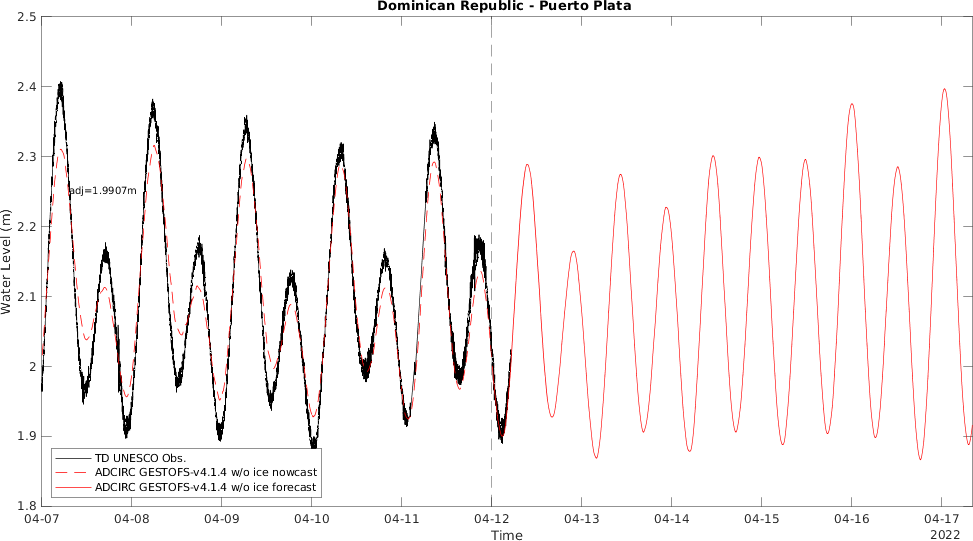 Dominican Republic - Puerto Plata
2.5
2.4
2.3
2.2
2.1
2
1.9
1.8
Water Level (m)
adj=1.9907m
TD UNESCO Obs.
ADCIRC GESTOFS-v4.1.4 w/o ice nowcast
ADCIRC GESTOFS-v4.1.4 w/o ice forecast
04-07 04-08 04-09 04-10 04-11 04-12 04-13 04-14 04-15 04-16 04-17
Time
2022